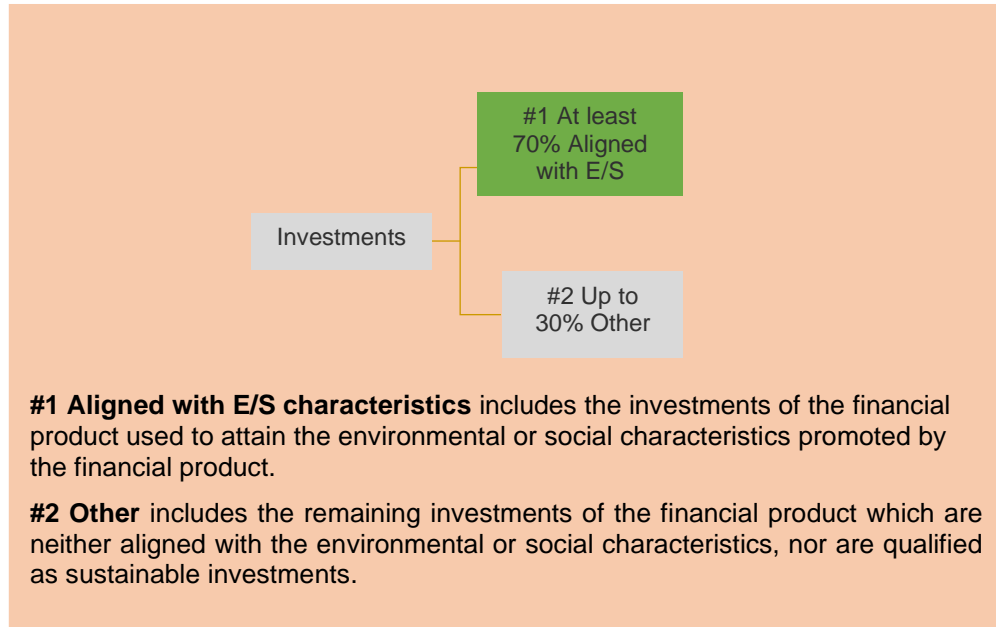 #1 At least
70% Aligned
with E/S
Investments
#2 Up to
30% Other
#1 Aligned with E/S characteristics includes the investments of the financial
product used to attain the environmental or social characteristics promoted by
the financial product.
#2 Other includes the remaining investments of the financial product which are
neither aligned with the environmental or social characteristics, nor are qualified
as sustainable investments.